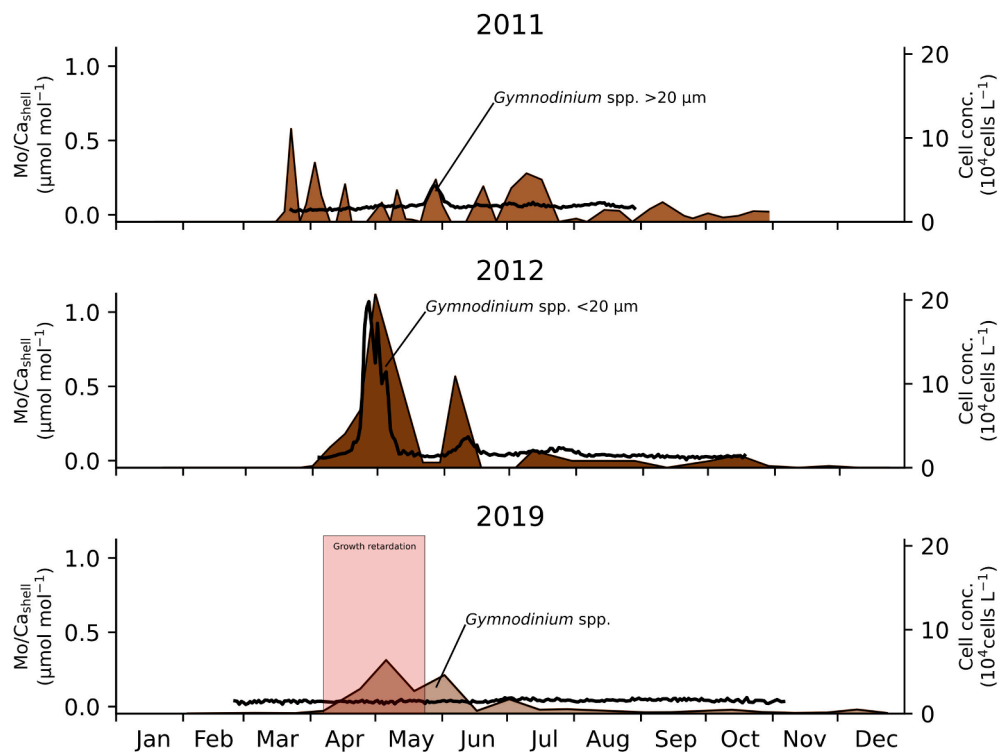 2011
1.0
0.5
0.0
Mo/Ca_shell
(µmol mol⁻¹)
20
10
0
Cell conc.
(10⁴cells L⁻¹)
Gymnodinium spp. >20 µm
2012
1.0
0.5
0.0
Mo/Ca_shell
(µmol mol⁻¹)
20
10
0
Cell conc.
(10⁴cells L⁻¹)
Gymnodinium spp. <20 µm
2019
1.0
0.5
0.0
Mo/Ca_shell
(µmol mol⁻¹)
20
10
0
Cell conc.
(10⁴cells L⁻¹)
Growth retardation
Gymnodinium spp.
Jan Feb Mar Apr May Jun Jul Aug Sep Oct Nov Dec